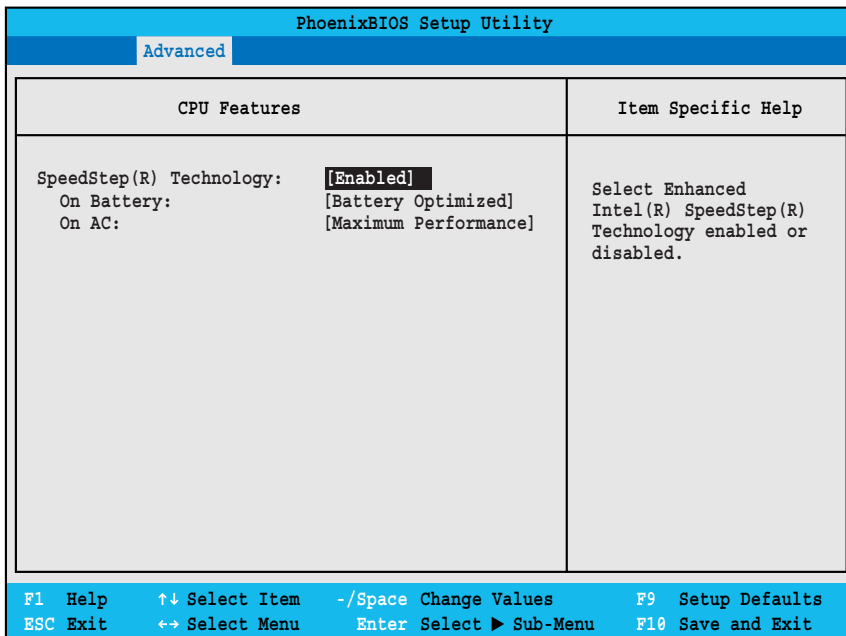 PhoenixBIOS Setup Utility
Advanced
CPU Features
Item Specific Help
SpeedStep(R) Technology: [Enabled]
On Battery: [Battery Optimized]
On AC: [Maximum Performance]
Select Enhanced
Intel(R) SpeedStep(R)
Technology enabled or
disabled.
F1 Help ↑↓ Select Item -/Space Change Values F9 Setup Defaults
ESC Exit ←→ Select Menu Enter Select ▶ Sub-Menu F10 Save and Exit